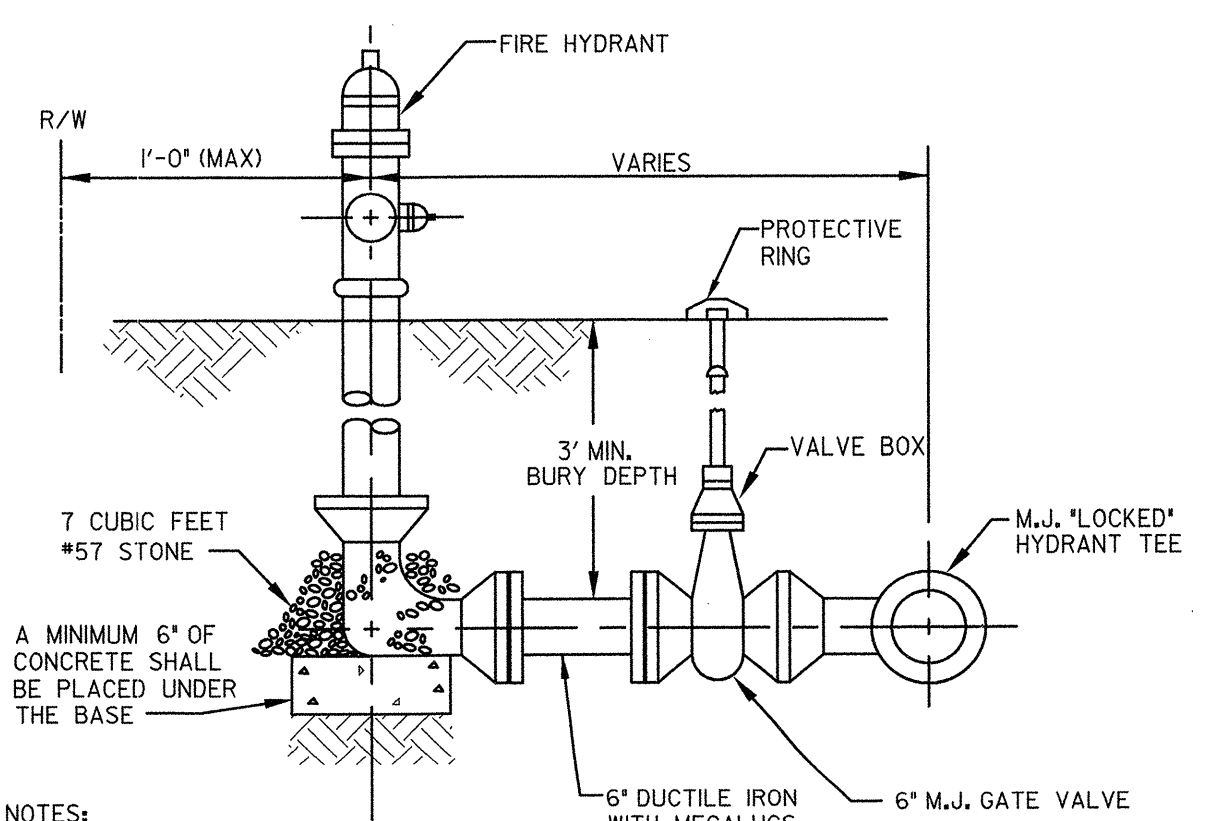 FIRE HYDRANT
R/W
1'-0" (MAX)
VARIES
PROTECTIVE
RING
3' MIN.
BURY DEPTH
VALVE BOX
7 CUBIC FEET
#57 STONE
M.J. "LOCKED"
HYDRANT TEE
A MINIMUM 6" OF
CONCRETE SHALL
BE PLACED UNDER
THE BASE
6" DUCTILE IRON
WITH MEGALUGS
6" M.J. GATE VALVE
NOTES: